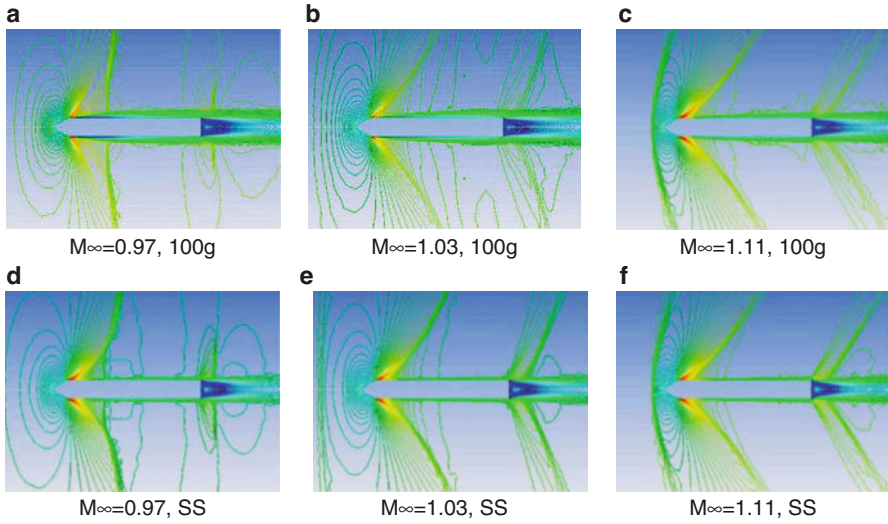 a
b
c
M∞=0.97, 100g
M∞=1.03, 100g
M∞=1.11, 100g
d
e
f
M∞=0.97, SS
M∞=1.03, SS
M∞=1.11, SS